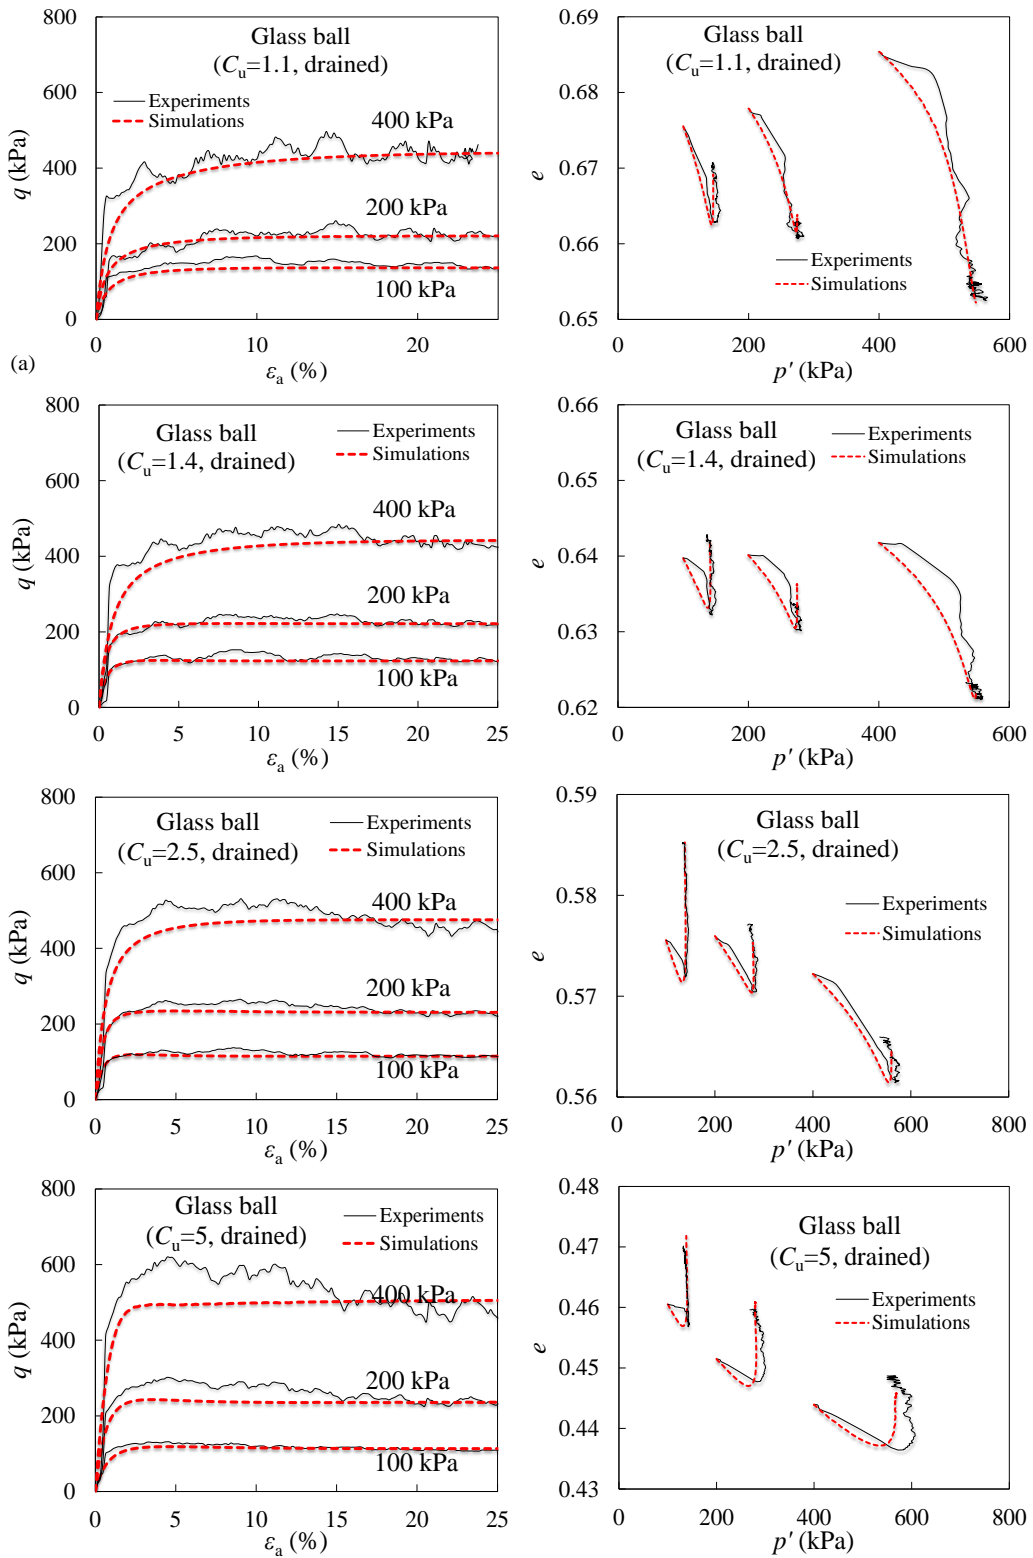 800
600
400
200
0
q (kPa)
Glass ball
(Cu=1.1, drained)
Experiments
Simulations
400 kPa
200 kPa
100 kPa
0
10
20
εa (%)
(a)
0.69
0.68
0.67
0.66
0.65
e
Glass ball
(Cu=1.1, drained)
Experiments
Simulations
0
200
400
600
p′ (kPa)
800
600
400
200
0
q (kPa)
Glass ball
(Cu=1.4, drained)
Experiments
Simulations
400 kPa
200 kPa
100 kPa
0
5
10
15
20
25
εa (%)
0.66
0.65
0.64
0.63
0.62
e
Glass ball
(Cu=1.4, drained)
Experiments
Simulations
0
200
400
600
p′ (kPa)
800
600
400
200
0
q (kPa)
Glass ball
(Cu=2.5, drained)
Experiments
Simulations
400 kPa
200 kPa
100 kPa
0
5
10
15
20
25
εa (%)
0.59
0.58
0.57
0.56
e
Glass ball
(Cu=2.5, drained)
Experiments
Simulations
0
200
400
600
800
p′ (kPa)
800
600
400
200
0
q (kPa)
Glass ball
(Cu=5, drained)
Experiments
Simulations
400 kPa
200 kPa
100 kPa
0
5
10
15
20
25
εa (%)
0.48
0.47
0.46
0.45
0.44
0.43
e
Glass ball
(Cu=5, drained)
Experiments
Simulations
0
200
400
600
800
p′ (kPa)